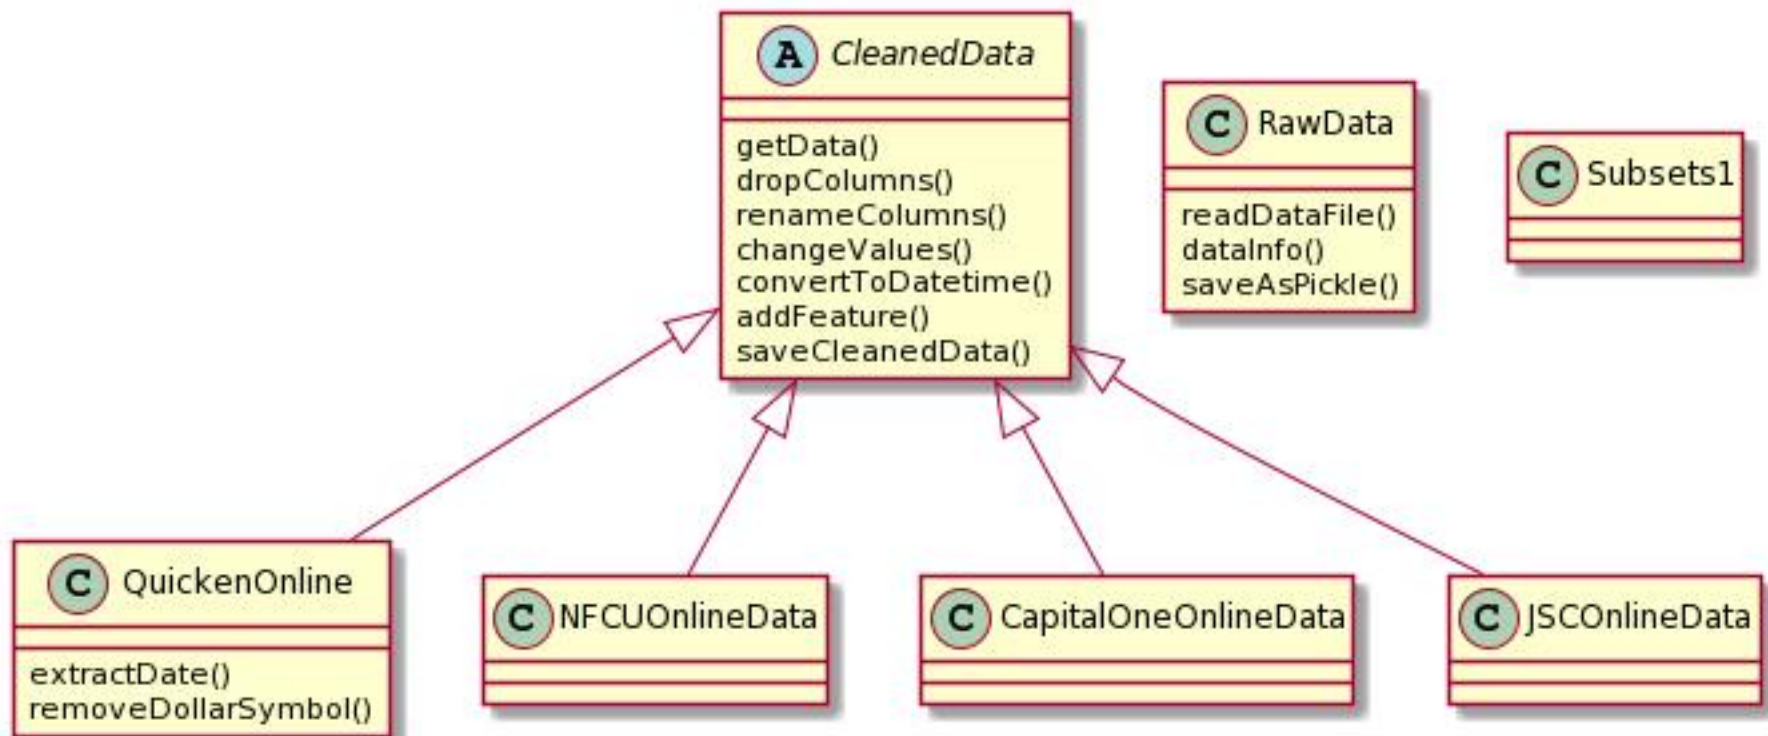 A CleanedData
getData()
dropColumns()
renameColumns()
changeValues()
convertToDatetime()
addFeature()
saveCleanedData()
C RawData
readDataFile()
dataInfo()
saveAsPickle()
C Subsets1
C QuickenOnline
extractDate()
removeDollarSymbol()
C NFCUOnlineData
C CapitalOneOnlineData
C JSCOnlineData